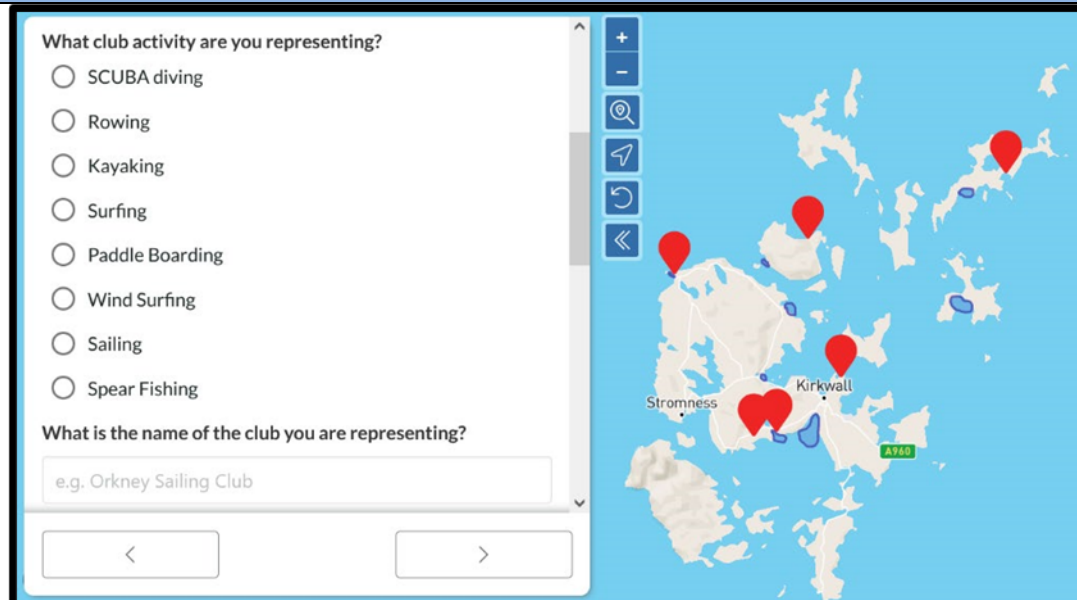 What club activity are you representing?
SCUBA diving
Rowing
Kayaking
Surfing
Paddle Boarding
Wind Surfing
Sailing
Spear Fishing
What is the name of the club you are representing?
e.g. Orkney Sailing Club
Kirkwall
Stromness
A960